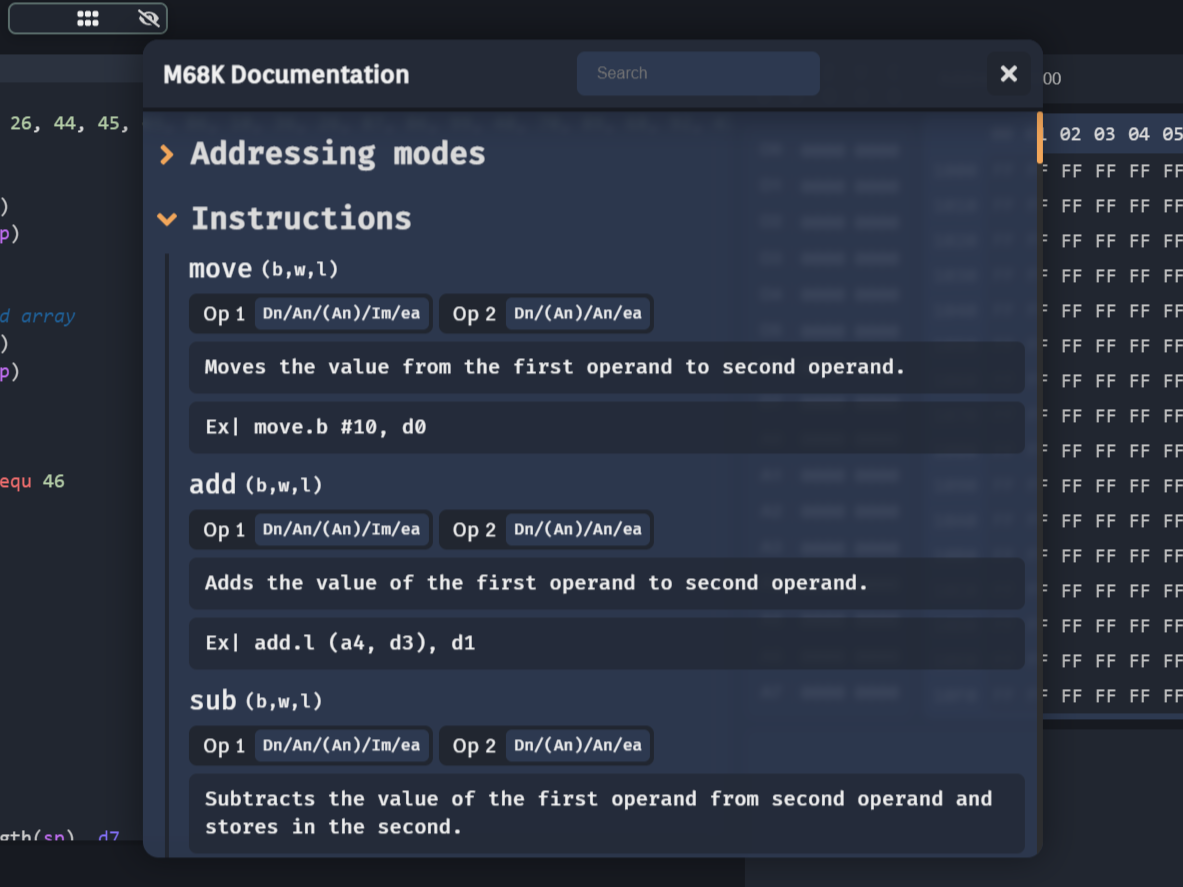 M68K Documentation
Search
00
26, 44, 45,
Addressing modes
02 03 04 05
FF FF FF FF
Instructions
FF FF FF FF
)
p)
move (b,w,l)
FF FF FF FF
FF FF FF FF
Op 1 Dn/An/(An)/Im/ea Op 2 Dn/(An)/An/ea
d array
FF FF FF FF
)
FF FF FF FF
Moves the value from the first operand to second operand.
p)
FF FF FF FF
Ex| move.b #10, d0
FF FF FF FF
FF FF FF FF
equ 46
add (b,w,l)
FF FF FF FF
Op 1 Dn/An/(An)/Im/ea Op 2 Dn/(An)/An/ea
FF FF FF FF
FF FF FF FF
Adds the value of the first operand to second operand.
FF FF FF FF
Ex| add.l (a4, d3), d1
FF FF FF FF
FF FF FF FF
sub (b,w,l)
FF FF FF FF
Op 1 Dn/An/(An)/Im/ea Op 2 Dn/(An)/An/ea
Subtracts the value of the first operand from second operand and
stores in the second.
gth(sp), d7